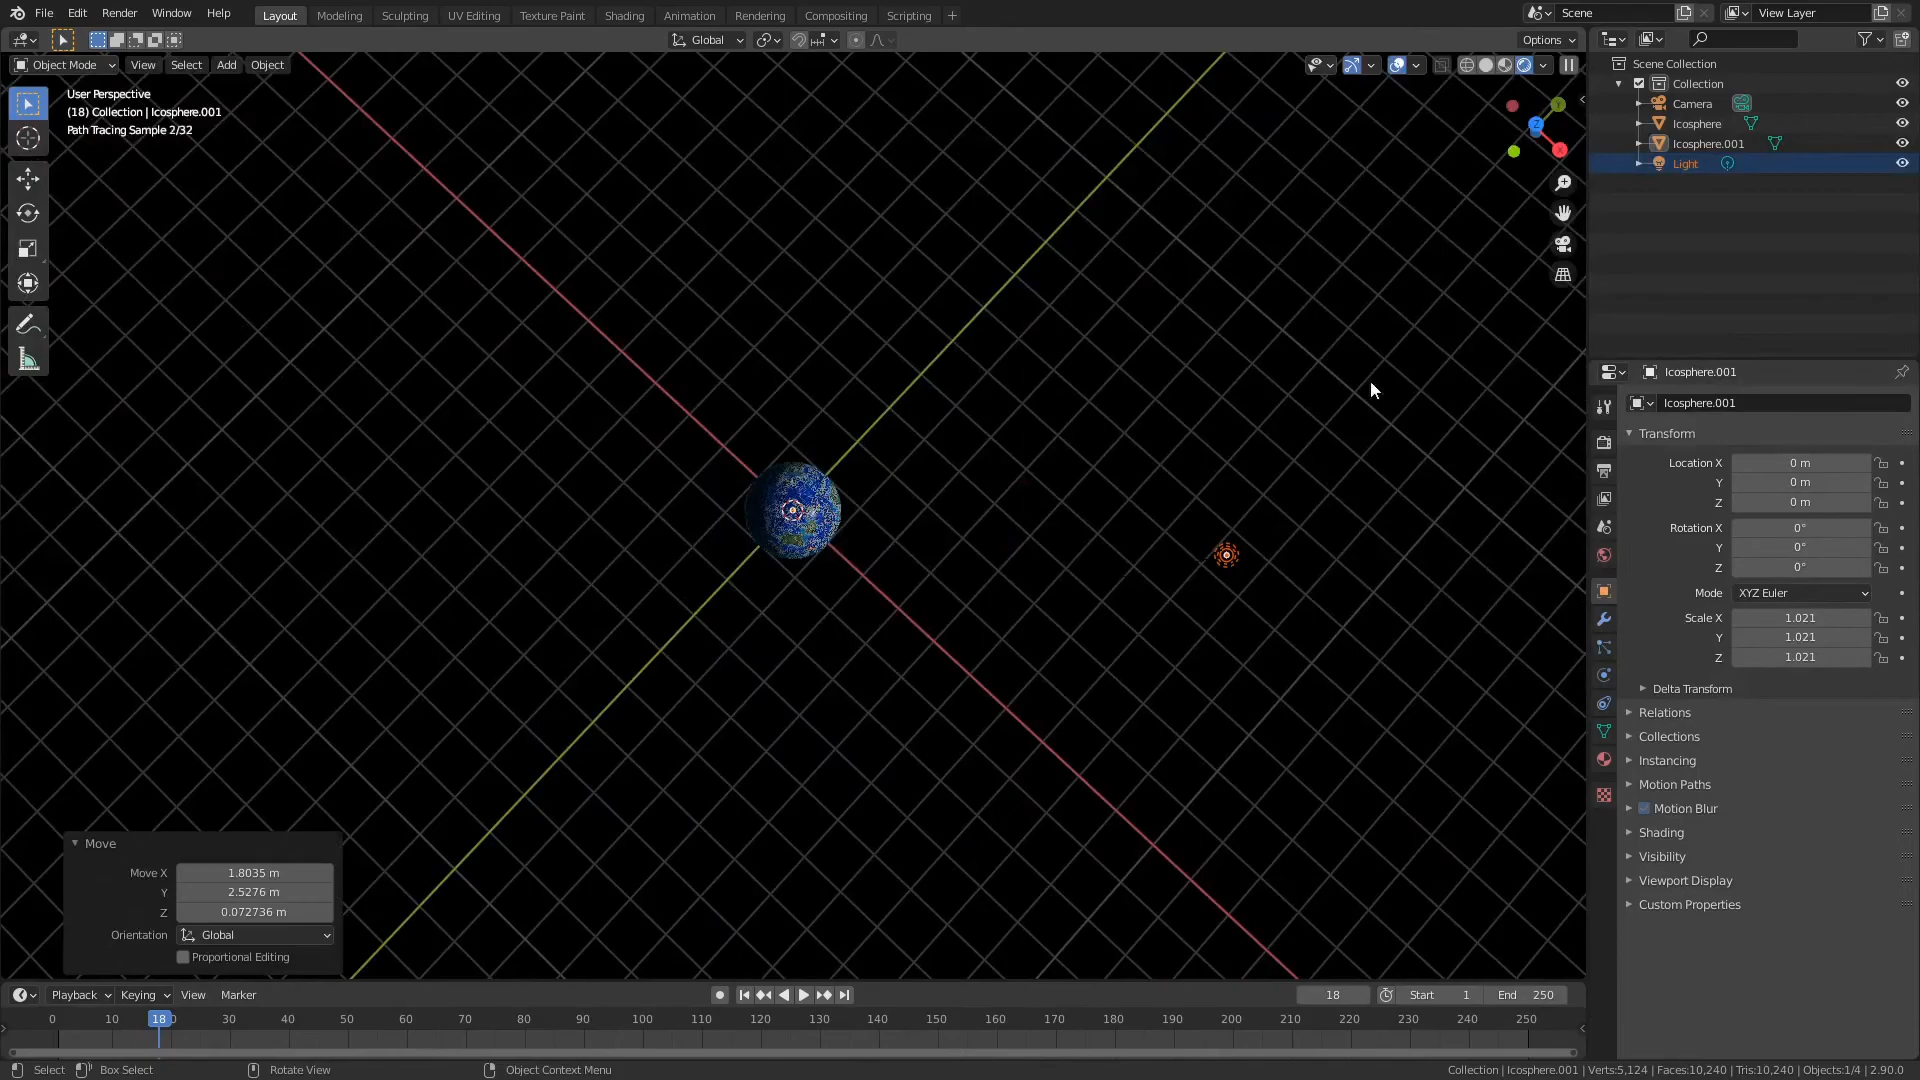 File Edit Render Window Help
Layout Modeling Sculpting UV Editing Texture Paint Shading Animation Rendering Compositing Scripting +
Scene
View Layer
Global
Options
Object Mode View Select Add Object
User Perspective
(18) Collection | Icosphere.001
Path Tracing Sample 2/32
Y
Z
X
Scene Collection
Collection
Camera
Icosphere
Icosphere.001
Light
Icosphere.001
Icosphere.001
Transform
Location X 0 m
Y 0 m
Z 0 m
Rotation X 0°
Y 0°
Z 0°
Mode XYZ Euler
Scale X 1.021
Y 1.021
Z 1.021
Delta Transform
Relations
Collections
Instancing
Motion Paths
Motion Blur
Shading
Visibility
Viewport Display
Custom Properties
Move
Move X 1.8035 m
Y 2.5276 m
Z 0.072736 m
Orientation Global
Proportional Editing
Playback Keying View Marker
18 Start 1 End 250
0 10 18 30 40 50 60 70 80 90 100 110 120 130 140 150 160 170 180 190 200 210 220 230 240 250
Select Box Select Rotate View Object Context Menu
Collection | Icosphere.001 | Verts:5,124 | Faces:10,240 | Tris:10,240 | Objects:1/4 | 2.90.0